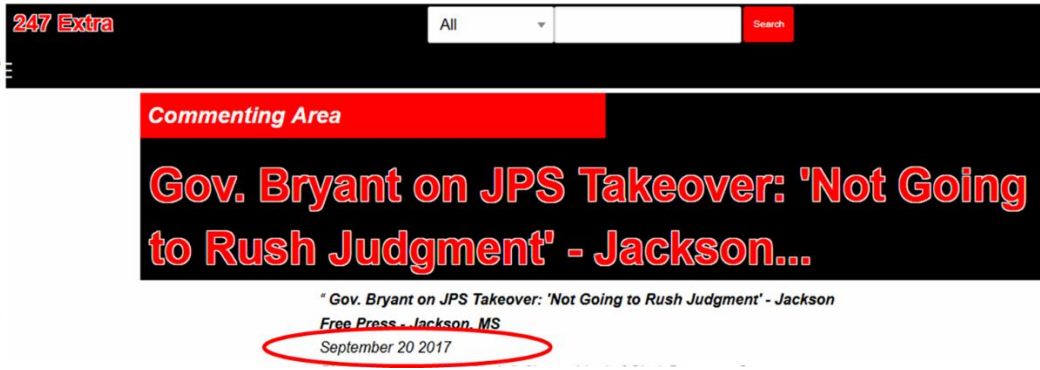 247 Extra
All
Search
Commenting Area
Gov. Bryant on JPS Takeover: 'Not Going
to Rush Judgment' - Jackson...
“ Gov. Bryant on JPS Takeover: 'Not Going to Rush Judgment' - Jackson
Free Press - Jackson, MS
September 20 2017